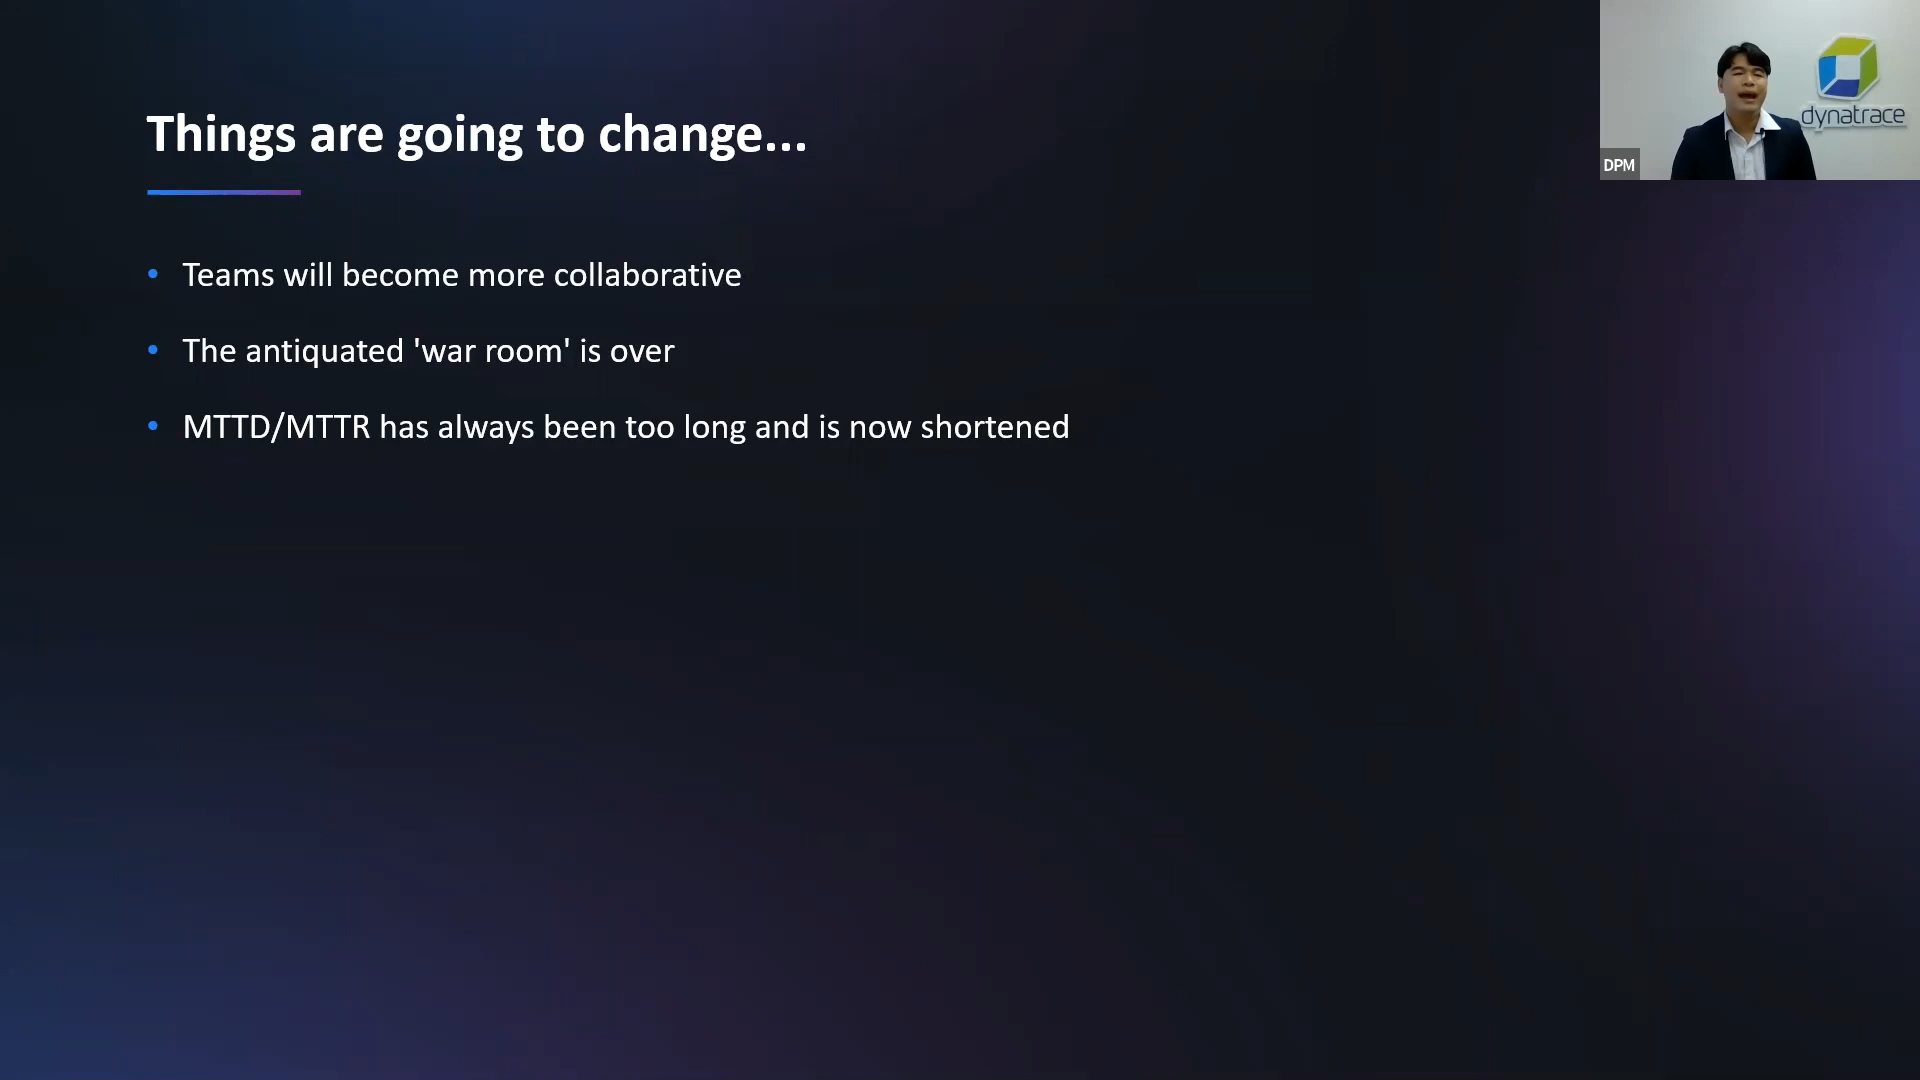 Things are going to change...
• Teams will become more collaborative
• The antiquated 'war room' is over
• MTTD/MTTR has always been too long and is now shortened
dynatrace
DPM